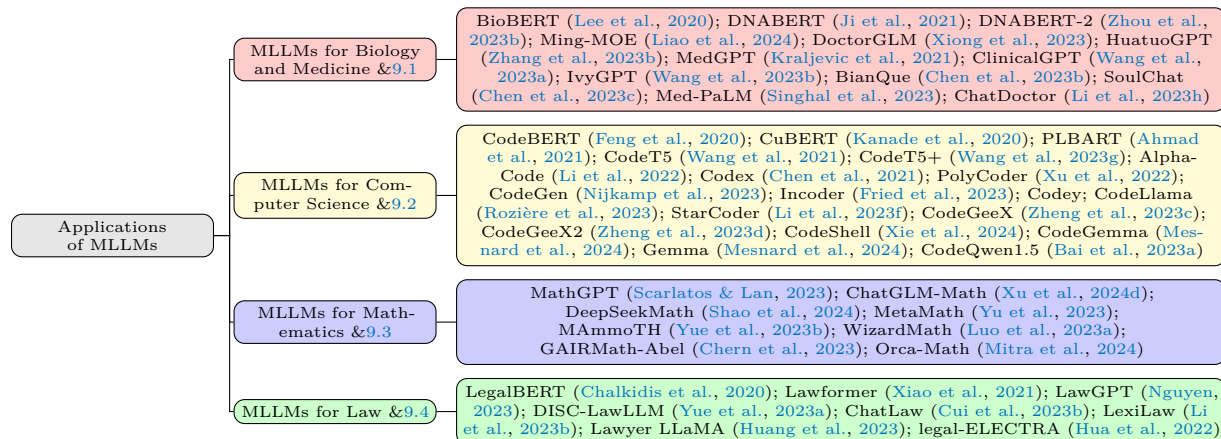 Applications
of MLLMs
MLLMs for Biology
and Medicine &9.1
BioBERT (Lee et al., 2020); DNABERT (Ji et al., 2021); DNABERT-2 (Zhou et al.,
2023b); Ming-MOE (Liao et al., 2024); DoctorGLM (Xiong et al., 2023); HuatuoGPT
(Zhang et al., 2023b); MedGPT (Kraljevic et al., 2021); ClinicalGPT (Wang et al.,
2023a); IvyGPT (Wang et al., 2023b); BianQue (Chen et al., 2023b); SoulChat
(Chen et al., 2023c); Med-PaLM (Singhal et al., 2023); ChatDoctor (Li et al., 2023h)
MLLMs for Com-
puter Science &9.2
CodeBERT (Feng et al., 2020); CuBERT (Kanade et al., 2020); PLBART (Ahmad
et al., 2021); CodeT5 (Wang et al., 2021); CodeT5+ (Wang et al., 2023g); Alpha-
Code (Li et al., 2022); Codex (Chen et al., 2021); PolyCoder (Xu et al., 2022);
CodeGen (Nijkamp et al., 2023); Incoder (Fried et al., 2023); Codey; CodeLlama
(Rozière et al., 2023); StarCoder (Li et al., 2023f); CodeGeeX (Zheng et al., 2023c);
CodeGeeX2 (Zheng et al., 2023d); CodeShell (Xie et al., 2024); CodeGemma (Mes-
nard et al., 2024); Gemma (Mesnard et al., 2024); CodeQwen1.5 (Bai et al., 2023a)
MLLMs for Math-
ematics &9.3
MathGPT (Scarlatos & Lan, 2023); ChatGLM-Math (Xu et al., 2024d);
DeepSeekMath (Shao et al., 2024); MetaMath (Yu et al., 2023);
MAmmoTH (Yue et al., 2023b); WizardMath (Luo et al., 2023a);
GAIRMath-Abel (Chern et al., 2023); Orca-Math (Mitra et al., 2024)
MLLMs for Law &9.4
LegalBERT (Chalkidis et al., 2020); Lawformer (Xiao et al., 2021); LawGPT (Nguyen,
2023); DISC-LawLLM (Yue et al., 2023a); ChatLaw (Cui et al., 2023b); LexiLaw (Li
et al., 2023b); Lawyer LLaMA (Huang et al., 2023); legal-ELECTRA (Hua et al., 2022)